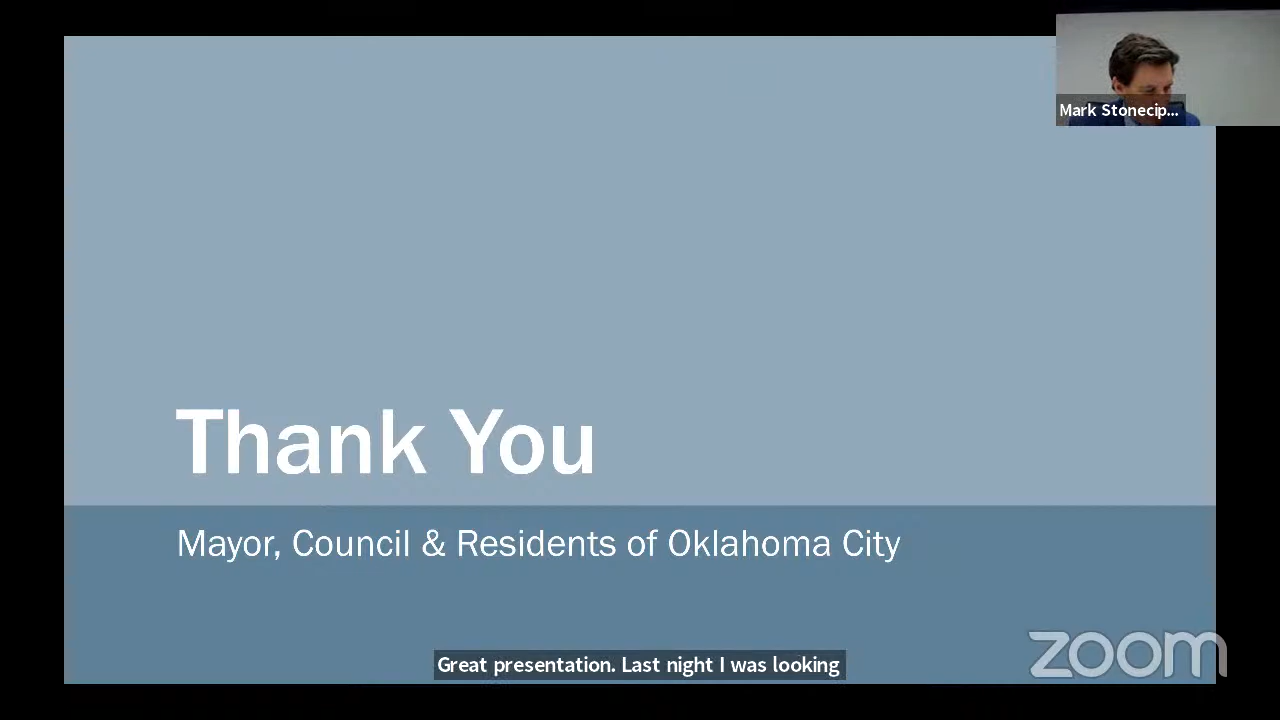 Mark Stonecip...
Thank You
Mayor, Council & Residents of Oklahoma City
Great presentation. Last night I was looking
zoom